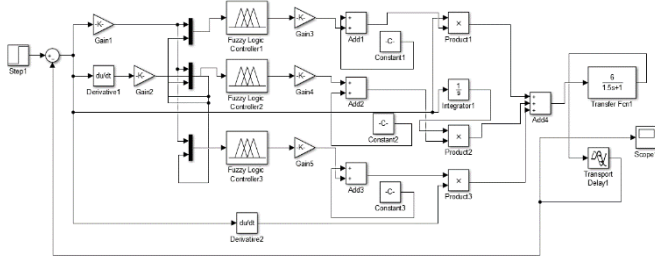 Step1
-K-
Gain1
du/dt
Derivative1
-K-
Gain2
Fuzzy Logic
Controller1
-K-
Gain3
Add1
-C-
Constant1
×
Product1
Fuzzy Logic
Controller2
-K-
Gain4
Add2
-C-
Constant2
1
s
Integrator1
×
Product2
Fuzzy Logic
Controller3
-K-
Gain5
Add3
-C-
Constant3
×
Product3
du/dt
Derivative2
Add4
6
1.5s+1
Transfer Fcn1
Transport
Delay1
Scope1